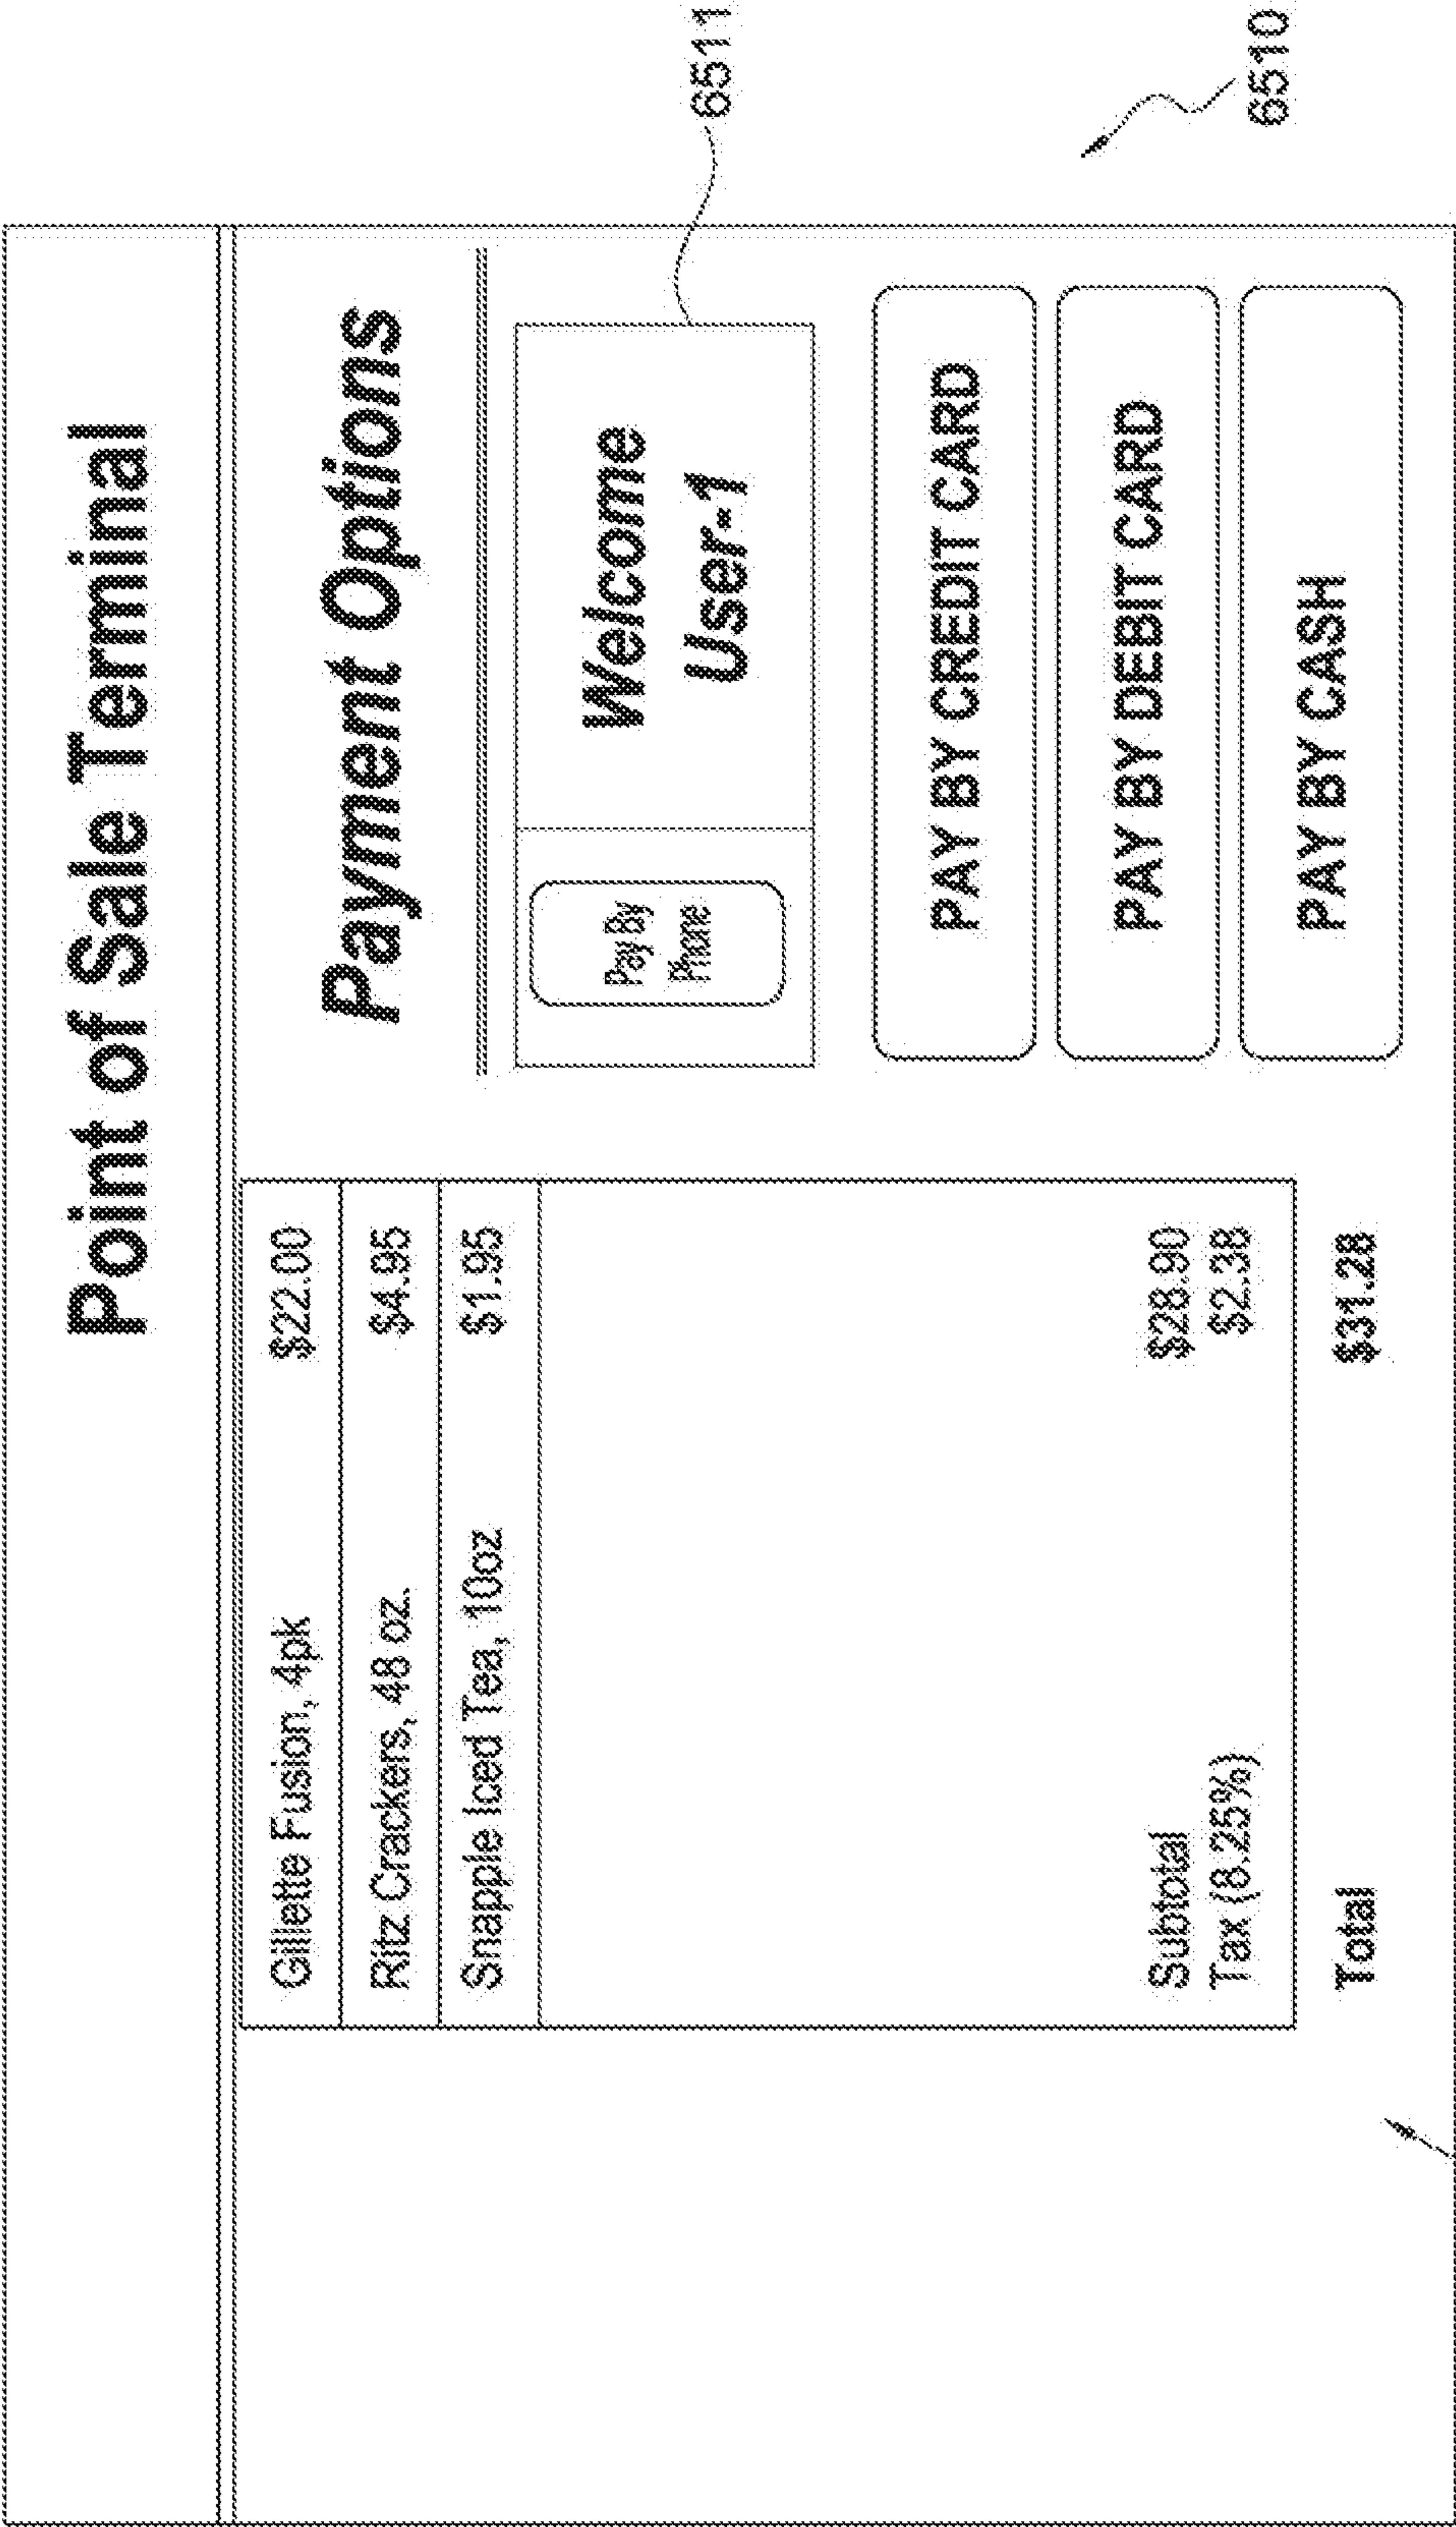 Point of Sale Terminal
Gillette Fusion, 4pk $22.00
Ritz Crackers, 48 oz. $4.95
Snapple Iced Tea, 10oz $1.95
Subtotal $28.90
Tax (8.25%) $2.38
Total $31.28
Payment Options
Pay By
Phone
Welcome
User-1
PAY BY CREDIT CARD
PAY BY DEBIT CARD
PAY BY CASH
6511
6510